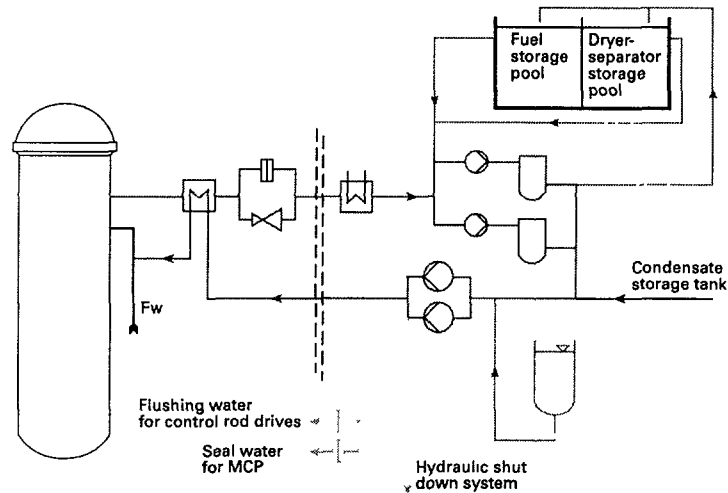 Fuel
storage
pool
Dryer-
separator
storage
pool
Condensate
storage tank
Fw
Flushing water
for control rod drives
Seal water
for MCP
Hydraulic shut
down system